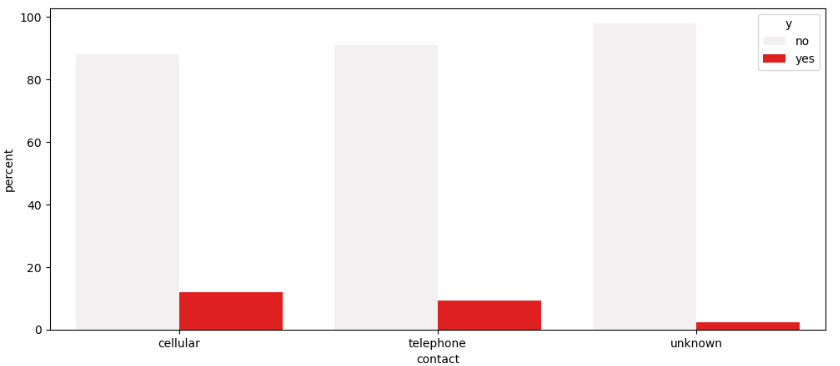 y
no
yes
percent
100
80
60
40
20
0
cellular
telephone
unknown
contact